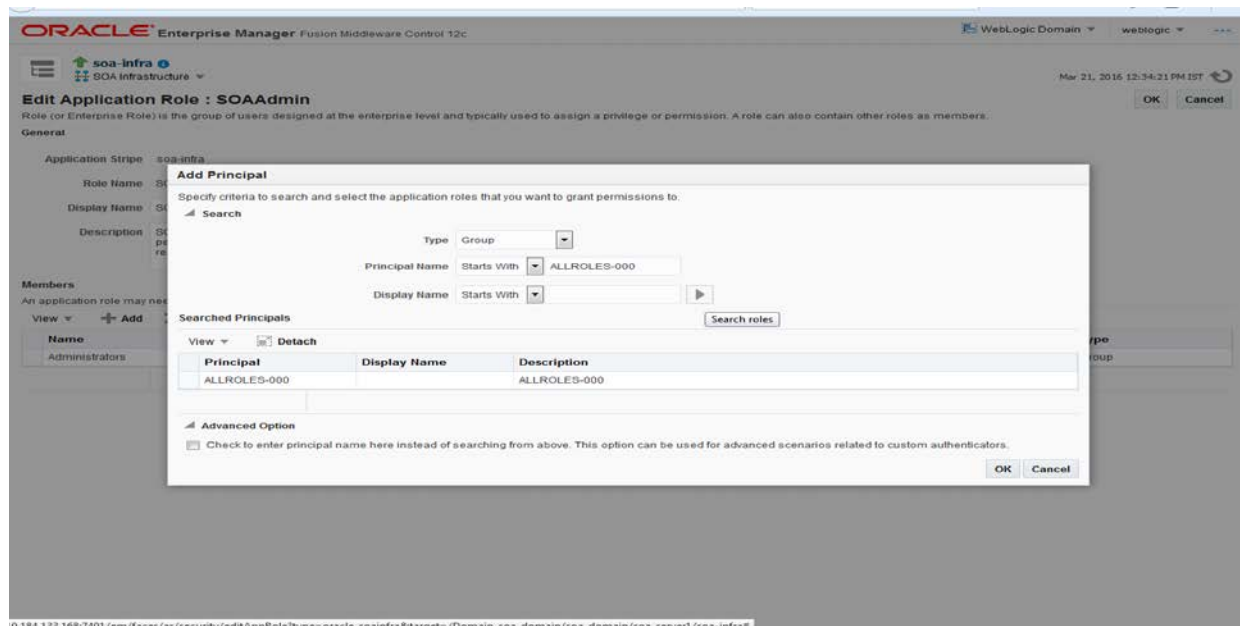 ORACLE Enterprise Manager Fusion Middleware Control 12c
WebLogic Domain weblogic
soa-infra
SOA Infrastructure
Mar 21, 2016 12:34:21 PM IST
Edit Application Role : SOAAdmin
OK Cancel
Role (or Enterprise Role) is the group of users designed at the enterprise level and typically used to assign a privilege or permission. A role can also contain other roles as members.
General
Application Stripe soa-infra
Role Name
Display Name
Description
Members
An application role may
View Add
Name
Administrators
Add Principal
Specify criteria to search and select the application roles that you want to grant permissions to.
Search
Type Group
Principal Name Starts With ALLROLES-000
Display Name Starts With
Search roles
Searched Principals
View Detach
Principal Display Name Description
ALLROLES-000 ALLROLES-000
Advanced Option
Check to enter principal name here instead of searching from above. This option can be used for advanced scenarios related to custom authenticators.
OK Cancel